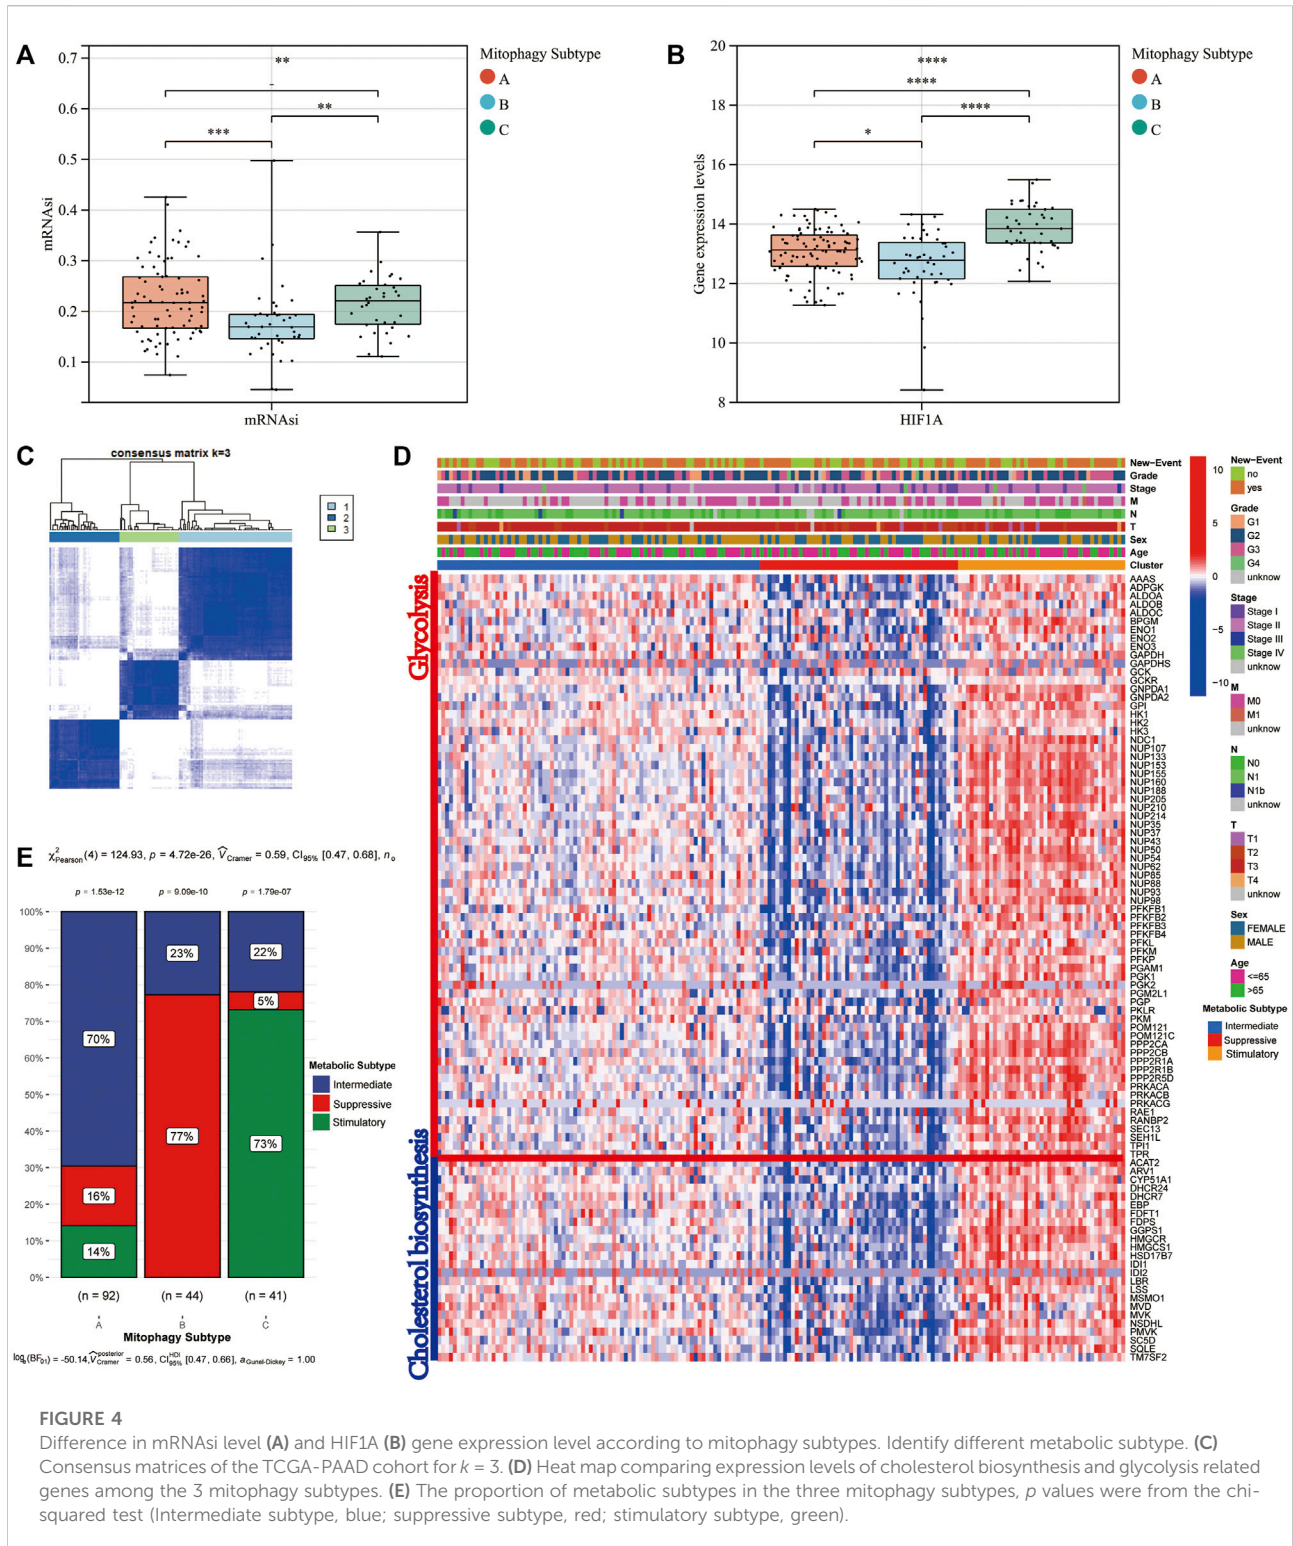 A
0.7
0.6
0.5
0.4
0.3
0.2
0.1
mRNAsi
**
-
**
***
mRNAsi
Mitophagy Subtype
A
B
C
B
20
18
16
14
12
10
8
Gene expression levels
****
****
****
*
HIF1A
Mitophagy Subtype
A
B
C
C
consensus matrix k=3
1
2
3
D
New-Event
Grade
Stage
M
N
T
Sex
Age
Cluster
Glycolysis
AAAS
ADPGK
ALDOA
ALDOB
ALDOC
BPGM
ENO1
ENO2
ENO3
GAPDH
GAPDHS
GCK
GCKR
GNPDA1
GNPDA2
GPI
HK1
HK2
HK3
NDC1
NUP107
NUP133
NUP153
NUP155
NUP160
NUP188
NUP205
NUP210
NUP214
NUP35
NUP37
NUP43
NUP50
NUP54
NUP62
NUP85
NUP88
NUP93
NUP98
PFKFB1
PFKFB2
PFKFB3
PFKFB4
PFKL
PFKM
PFKP
PGAM1
PGK1
PGK2
PGM2L1
PGP
PKLR
PKM
POM121
POM121C
PPP2CA
PPP2CB
PPP2R1A
PPP2R1B
PPP2R5D
PRKACA
PRKACB
PRKACG
RAE1
RANBP2
SEC13
SEH1L
TPI1
TPR
Cholesterol biosynthesis
ACAT2
ARV1
CYP51A1
DHCR24
DHCR7
EBP
FDFT1
FDPS
GGPS1
HMGCR
HMGCS1
HSD17B7
IDI1
IDI2
LBR
LSS
MSMO1
MVD
MVK
NSDHL
PMVK
SC5D
SQLE
TM7SF2
10
5
0
−5
−10
New−Event
no
yes
Grade
G1
G2
G3
G4
unknow
Stage
Stage I
Stage II
Stage III
Stage IV
unknow
M
M0
M1
unknow
N
N0
N1
N1b
unknow
T
T1
T2
T3
T4
unknow
Sex
FEMALE
MALE
Age
<=65
>65
Metabolic Subtype
Intermediate
Suppressive
Stimulatory
E
χ²Pearson(4) = 124.93, p = 4.72e-26, V̂Cramer = 0.59, CI95% [0.47, 0.68], no
p = 1.53e-12 p = 9.09e-10 p = 1.79e-07
100%
90%
80%
70%
60%
50%
40%
30%
20%
10%
0%
70%
16%
14%
23%
77%
22%
5%
73%
(n = 92) (n = 44) (n = 41)
A B C
Mitophagy Subtype
Metabolic Subtype
Intermediate
Suppressive
Stimulatory
loge(BF01) = -50.14, V̂posterior Cramer = 0.56, CI HDI 95% [0.47, 0.66], aGunel-Dickey = 1.00
FIGURE 4
Difference in mRNAsi level (A) and HIF1A (B) gene expression level according to mitophagy subtypes. Identify different metabolic subtype. (C)
Consensus matrices of the TCGA-PAAD cohort for k = 3. (D) Heat map comparing expression levels of cholesterol biosynthesis and glycolysis related
genes among the 3 mitophagy subtypes. (E) The proportion of metabolic subtypes in the three mitophagy subtypes, p values were from the chi-
squared test (Intermediate subtype, blue; suppressive subtype, red; stimulatory subtype, green).